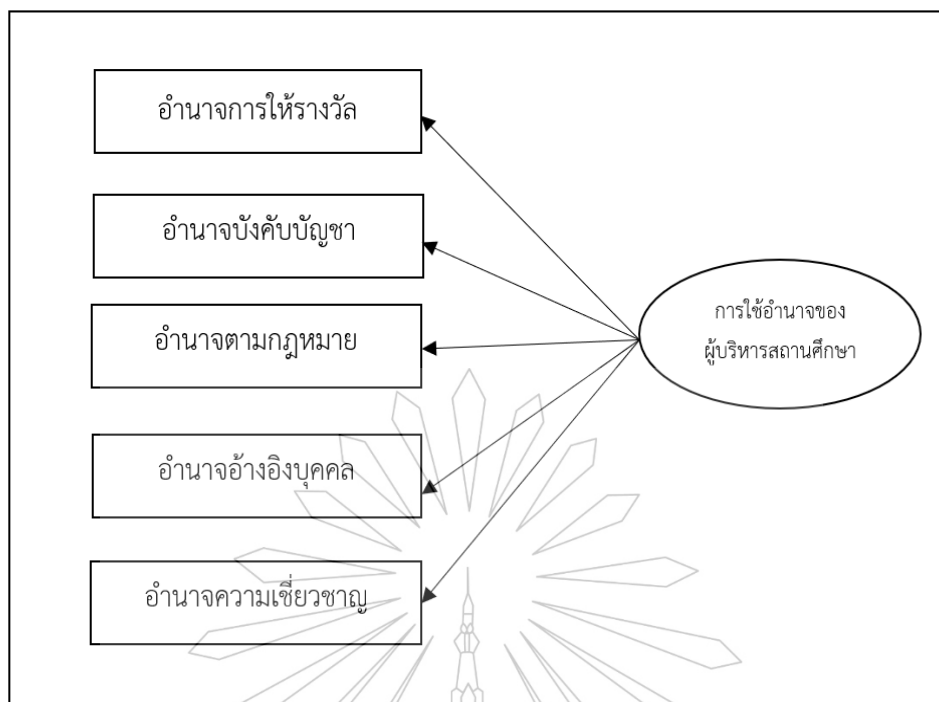 อำนาจการให้รางวัล
อำนาจบังคับบัญชา
อำนาจตามกฎหมาย
อำนาจอ้างอิงบุคคล
อำนาจความเชี่ยวชาญ
การใช้อำนาจของ
ผู้บริหารสถานศึกษา